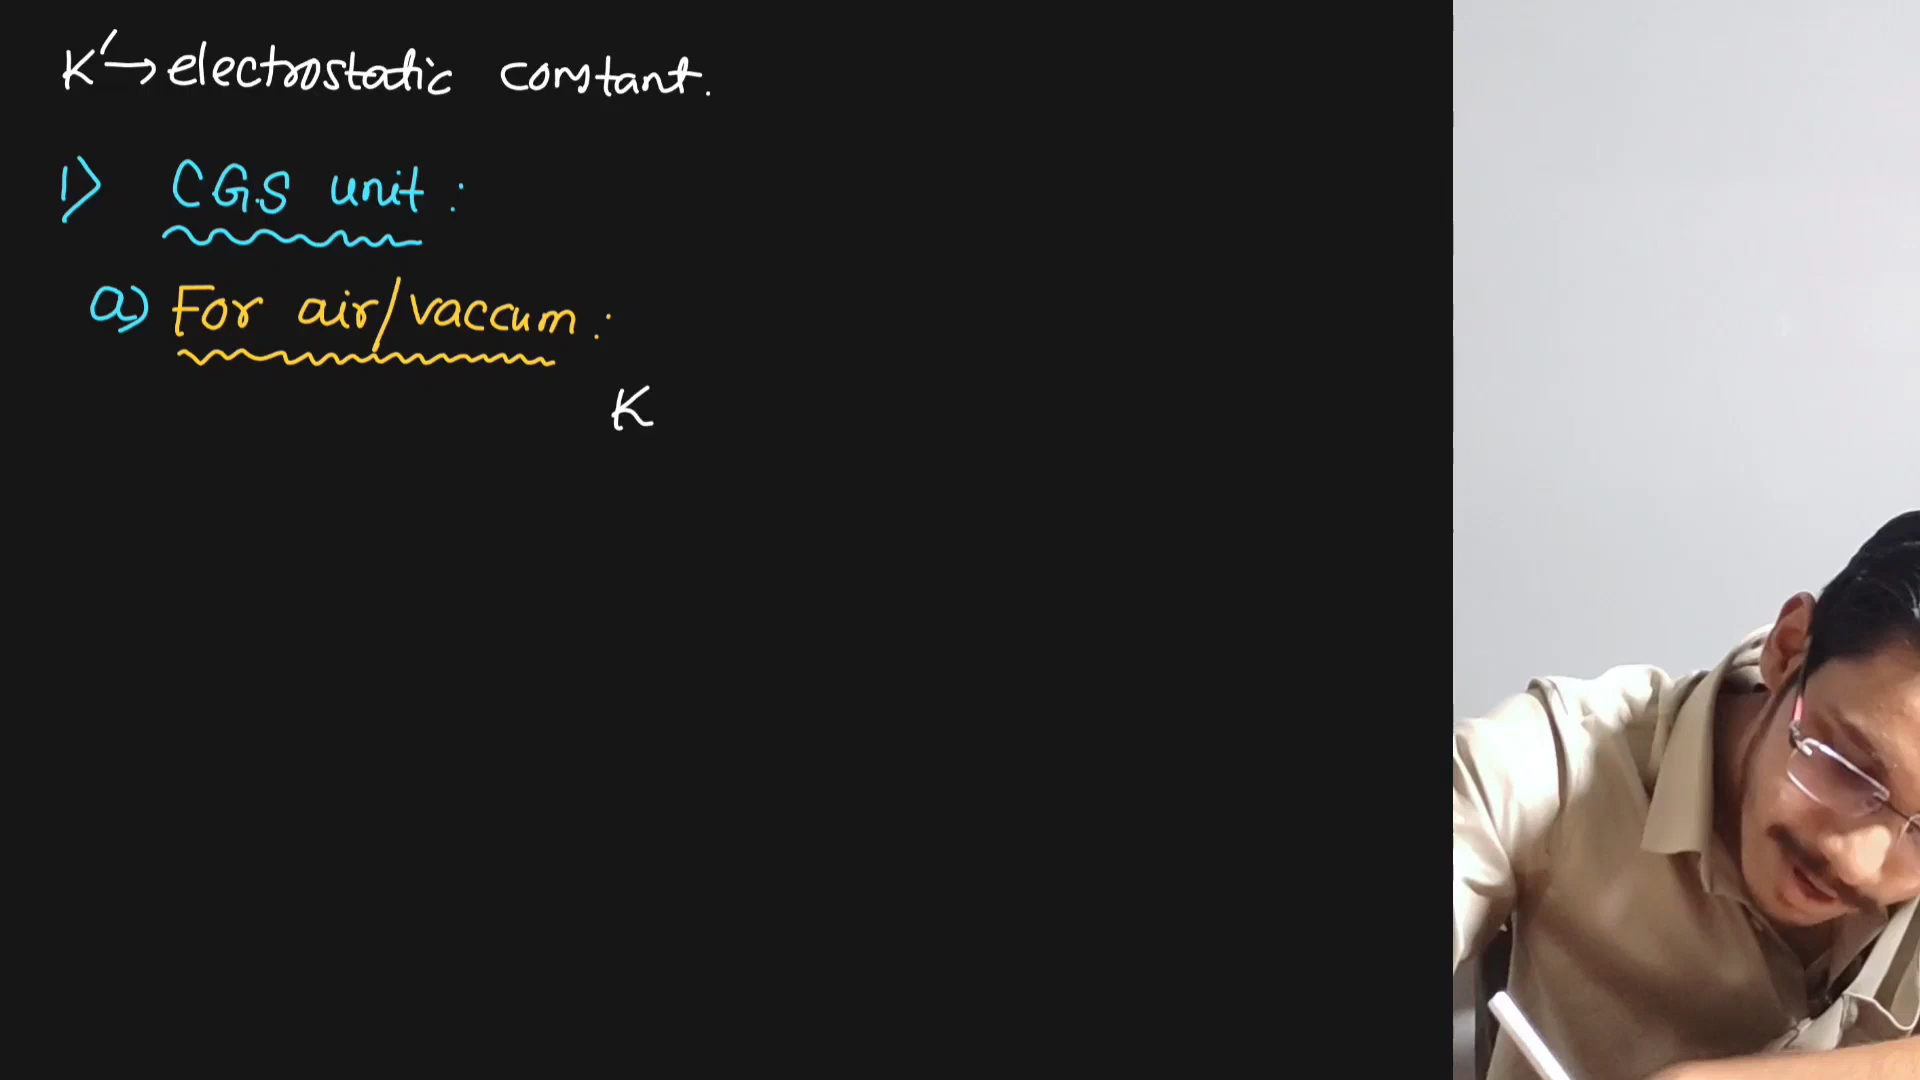 K' → electrostatic constant.
1) CGS unit :
a) For air/vaccum :
K